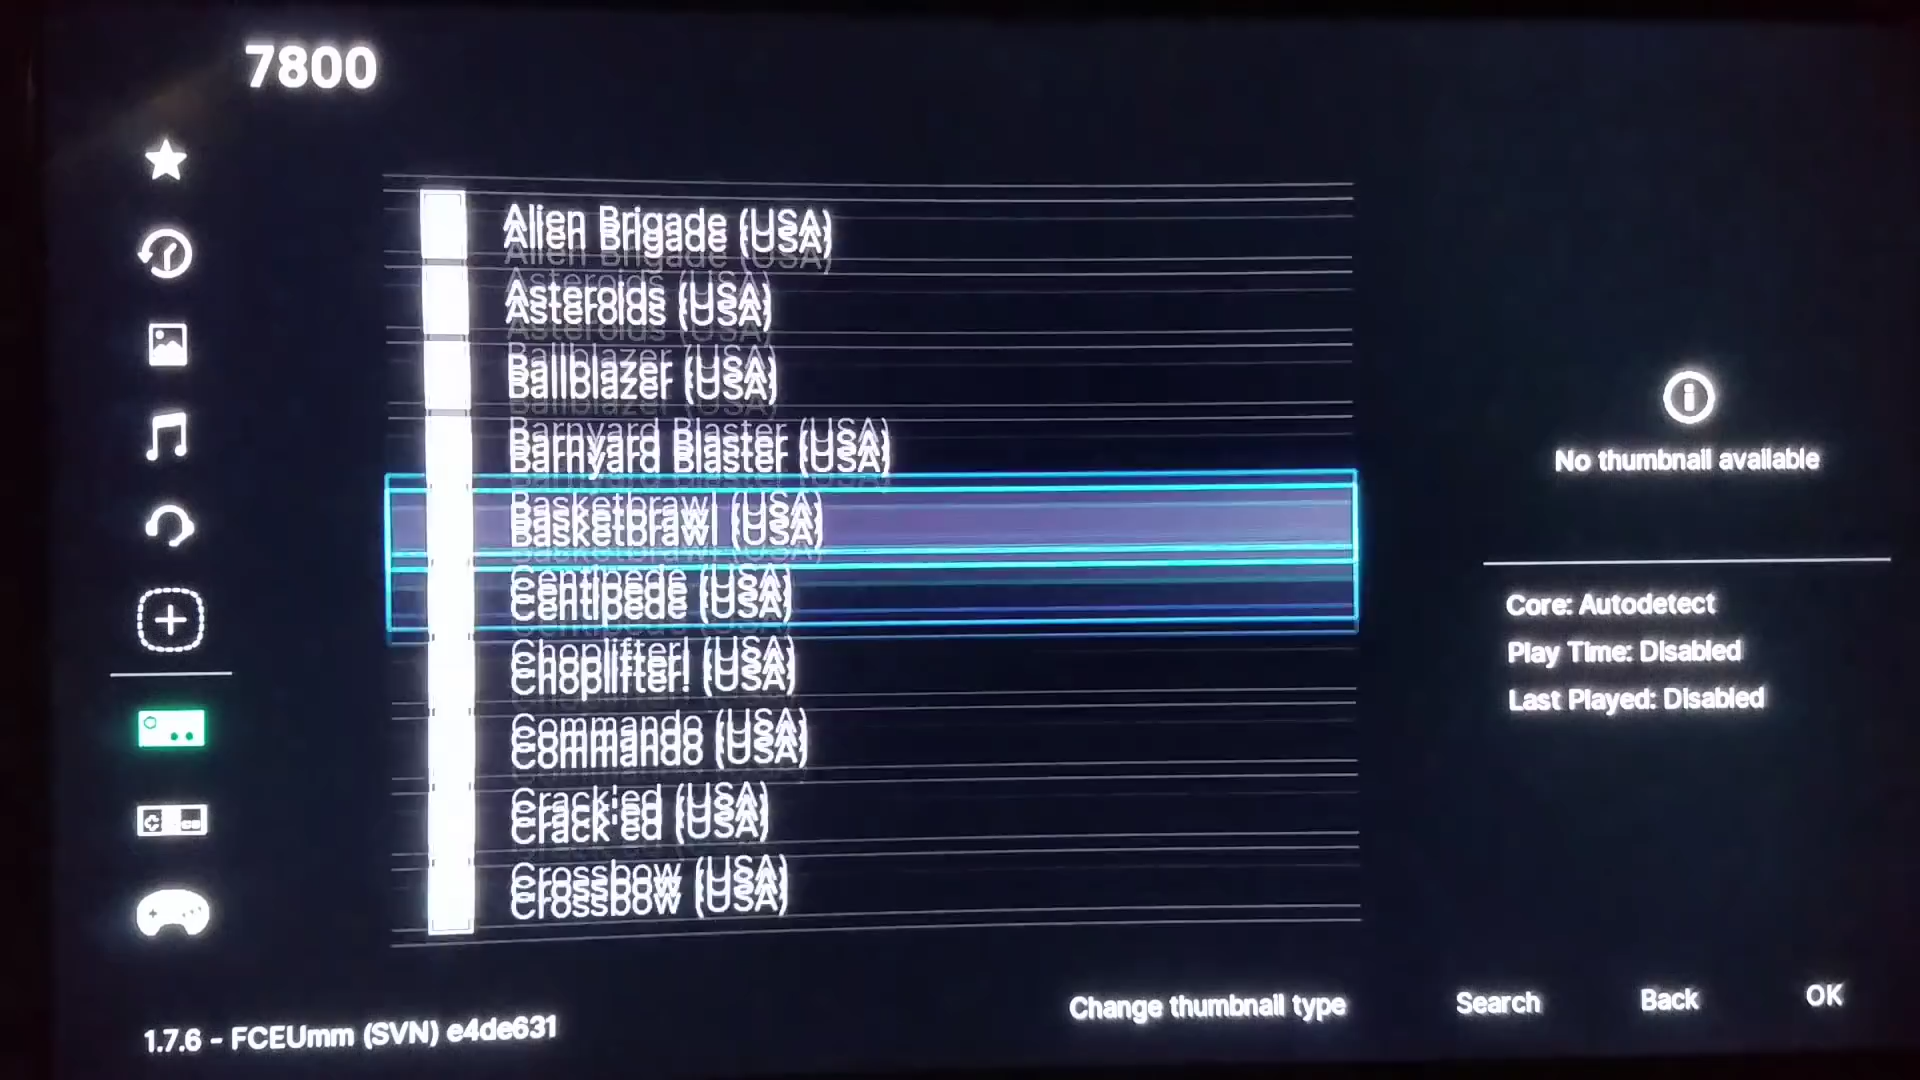 7800
Alien Brigade (USA)
Asteroids (USA)
Ballblazer (USA)
Barnyard Blaster (USA)
Basketbrawl (USA)
Centipede (USA)
Choplifter! (USA)
Commando (USA)
Crack'ed (USA)
Crossbow (USA)
No thumbnail available
Core: Autodetect
Play Time: Disabled
Last Played: Disabled
1.7.6 - FCEUmm (SVN) e4de631
Change thumbnail type
Search
Back
OK